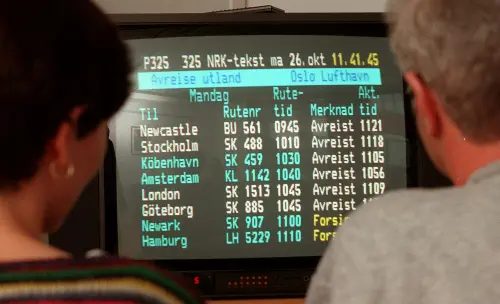 P325 325 NRK-tekst ma 26.okt 11.41.45
Avreise utland Oslo Lufthavn
Mandag Rute- Akt.
Til Rutenr tid Merknad tid
Newcastle BU 561 0945 Avreist 1121
Stockholm SK 488 1010 Avreist 1118
Köbenhavn SK 459 1030 Avreist 1105
Amsterdam KL 1142 1040 Avreist 1056
London SK 1513 1045 Avreist 1109
Göteborg SK 885 1045 Avreist
Newark SK 907 1100
Hamburg LH 5229 1110